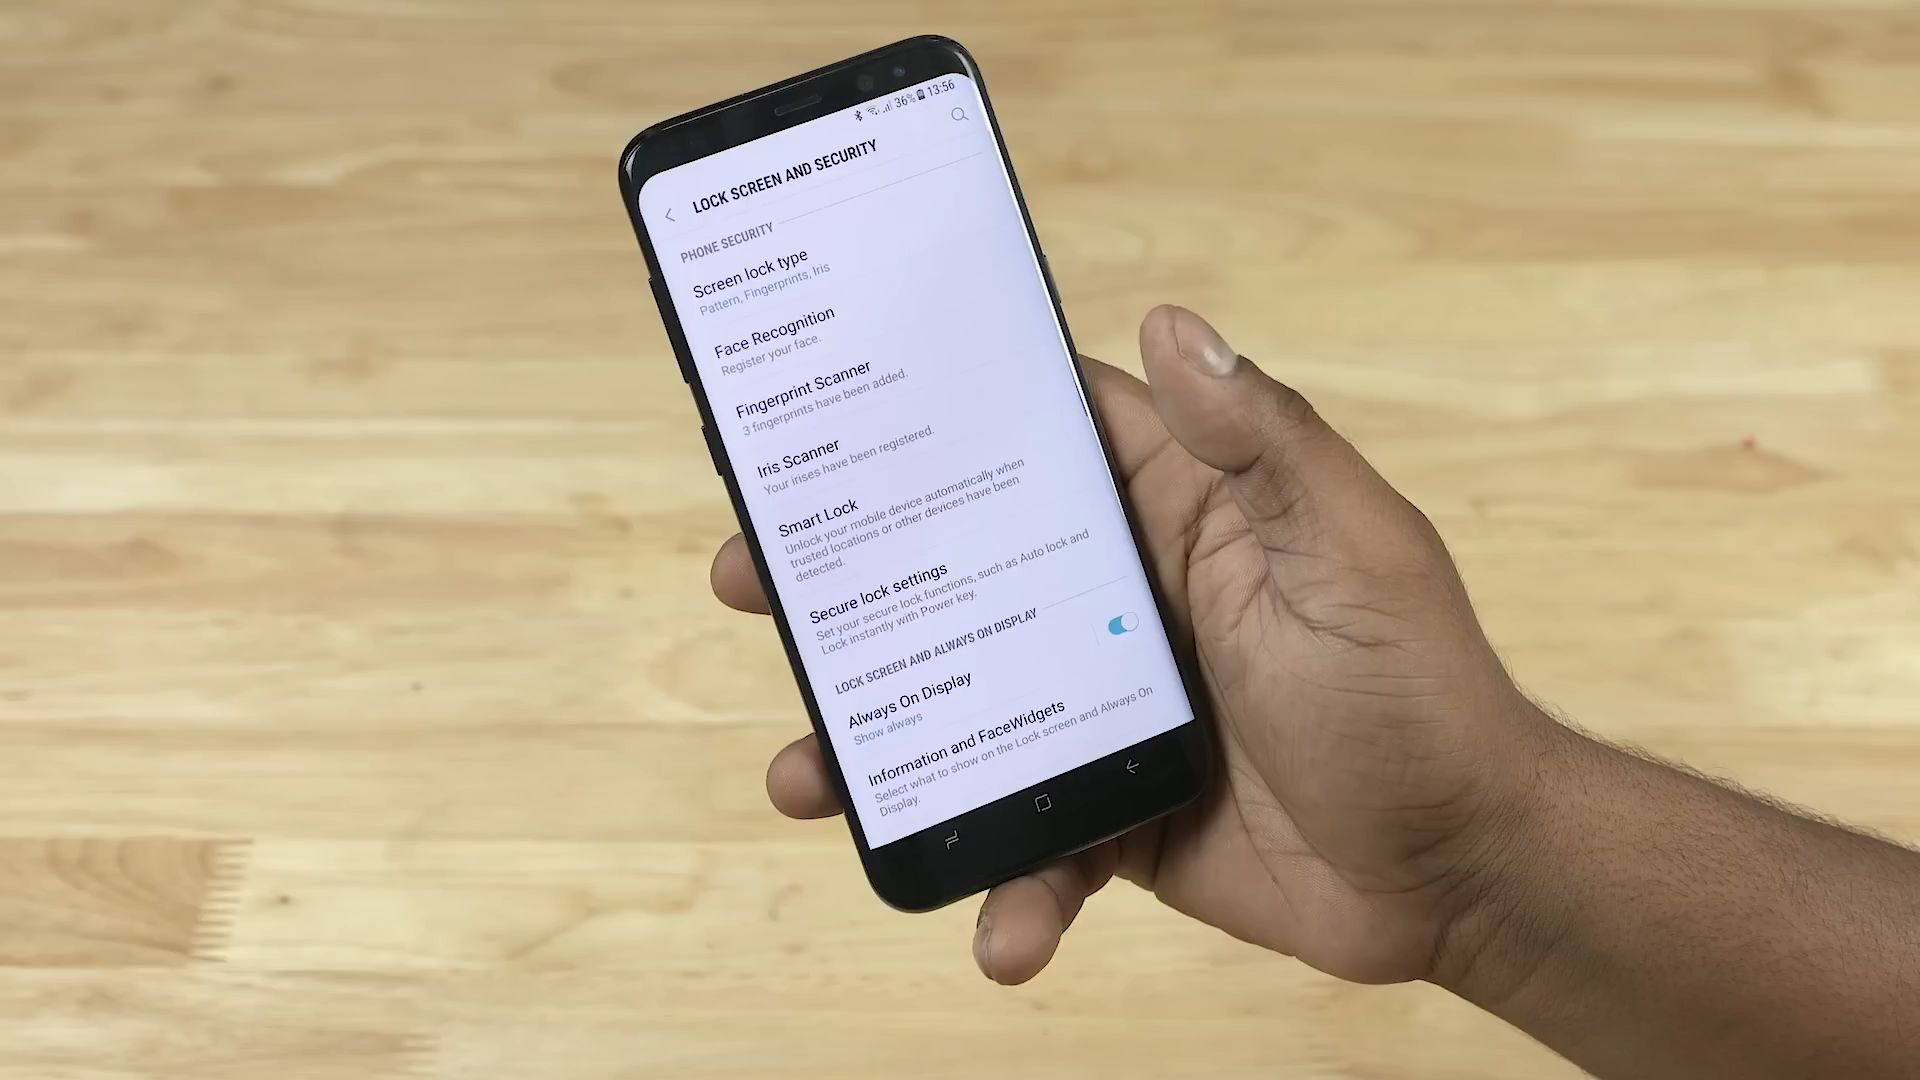 36% 13:56
LOCK SCREEN AND SECURITY
PHONE SECURITY
Screen lock type
Pattern, Fingerprints, Iris
Face Recognition
Register your face.
Fingerprint Scanner
3 fingerprints have been added.
Iris Scanner
Your irises have been registered.
Smart Lock
Unlock your mobile device automatically when
trusted locations or other devices have been
detected.
Secure lock settings
Set your secure lock functions, such as Auto lock and
Lock instantly with Power key.
LOCK SCREEN AND ALWAYS ON DISPLAY
Always On Display
Show always
Information and FaceWidgets
Select what to show on the Lock screen and Always On
Display.